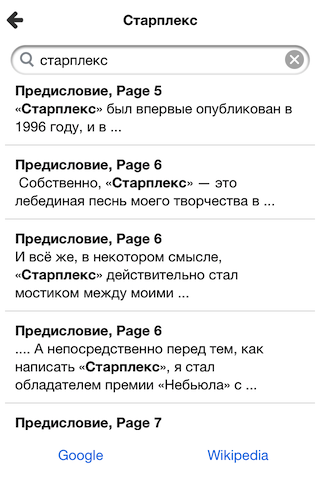 Старплекс
старплекс
Предисловие, Page 5
«Старплекс» был впервые опубликован в
1996 году, и в ...
Предисловие, Page 6
Собственно, «Старплекс» — это
лебединая песнь моего творчества в ...
Предисловие, Page 6
И всё же, в некотором смысле,
«Старплекс» действительно стал
мостиком между моими ...
Предисловие, Page 6
.... А непосредственно перед тем, как
написать «Старплекс», я стал
обладателем премии «Небьюла» с ...
Предисловие, Page 7
Google Wikipedia